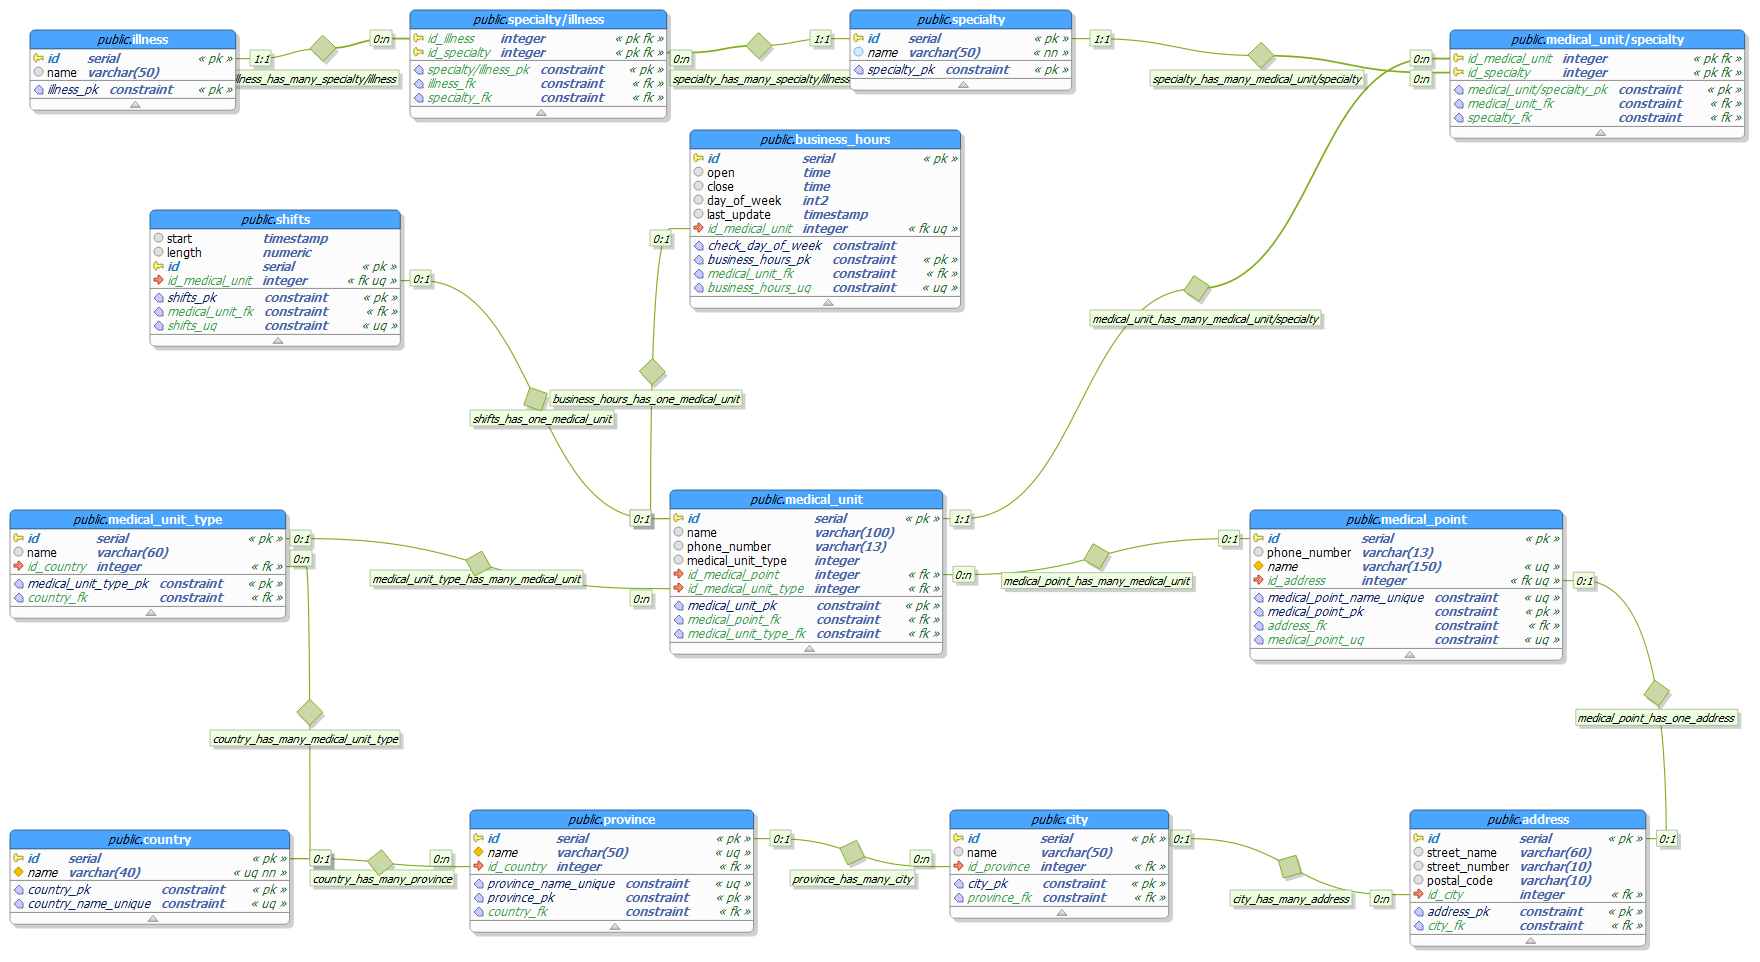 public.illness
id serial « pk »
name varchar(50)
illness_pk constraint « pk »
1:1
0:n
illness_has_many_specialty/illness
public.specialty/illness
id_illness integer « pk fk »
id_specialty integer « pk fk »
specialty/illness_pk constraint « pk »
illness_fk constraint « fk »
specialty_fk constraint « fk »
0:n
1:1
specialty_has_many_specialty/illness
public.specialty
id serial « pk »
name varchar(50) « nn »
specialty_pk constraint « pk »
1:1
specialty_has_many_medical_unit/specialty
0:n
0:n
public.medical_unit/specialty
id_medical_unit integer « pk fk »
id_specialty integer « pk fk »
medical_unit/specialty_pk constraint « pk »
medical_unit_fk constraint « fk »
specialty_fk constraint « fk »
public.business_hours
id serial « pk »
open time
close time
day_of_week int2
last_update timestamp
id_medical_unit integer « fk uq »
check_day_of_week constraint
business_hours_pk constraint « pk »
medical_unit_fk constraint « fk »
business_hours_uq constraint « uq »
0:1
public.shifts
start timestamp
length numeric
id serial « pk »
id_medical_unit integer « fk uq »
shifts_pk constraint « pk »
medical_unit_fk constraint « fk »
shifts_uq constraint « uq »
0:1
medical_unit_has_many_medical_unit/specialty
business_hours_has_one_medical_unit
shifts_has_one_medical_unit
public.medical_unit_type
id serial « pk »
name varchar(60)
id_country integer « fk »
medical_unit_type_pk constraint « pk »
country_fk constraint « fk »
0:1
0:n
medical_unit_type_has_many_medical_unit
0:1
0:n
public.medical_unit
id serial « pk »
name varchar(100)
phone_number varchar(13)
medical_unit_type integer
id_medical_point integer « fk »
id_medical_unit_type integer « fk »
medical_unit_pk constraint « pk »
medical_point_fk constraint « fk »
medical_unit_type_fk constraint « fk »
1:1
0:n
medical_point_has_many_medical_unit
0:1
public.medical_point
id serial « pk »
phone_number varchar(13)
name varchar(150) « uq »
id_address integer « fk uq »
medical_point_name_unique constraint « uq »
medical_point_pk constraint « pk »
address_fk constraint « fk »
medical_point_uq constraint « uq »
0:1
medical_point_has_one_address
country_has_many_medical_unit_type
public.country
id serial « pk »
name varchar(40) « uq nn »
country_pk constraint « pk »
country_name_unique constraint « uq »
0:1
0:n
country_has_many_province
public.province
id serial « pk »
name varchar(50) « uq »
id_country integer « fk »
province_name_unique constraint « uq »
province_pk constraint « pk »
country_fk constraint « fk »
0:1
0:n
province_has_many_city
public.city
id serial « pk »
name varchar(50)
id_province integer « fk »
city_pk constraint « pk »
province_fk constraint « fk »
0:1
0:n
city_has_many_address
public.address
id serial « pk »
street_name varchar(60)
street_number varchar(10)
postal_code varchar(10)
id_city integer « fk »
address_pk constraint « pk »
city_fk constraint « fk »
0:1